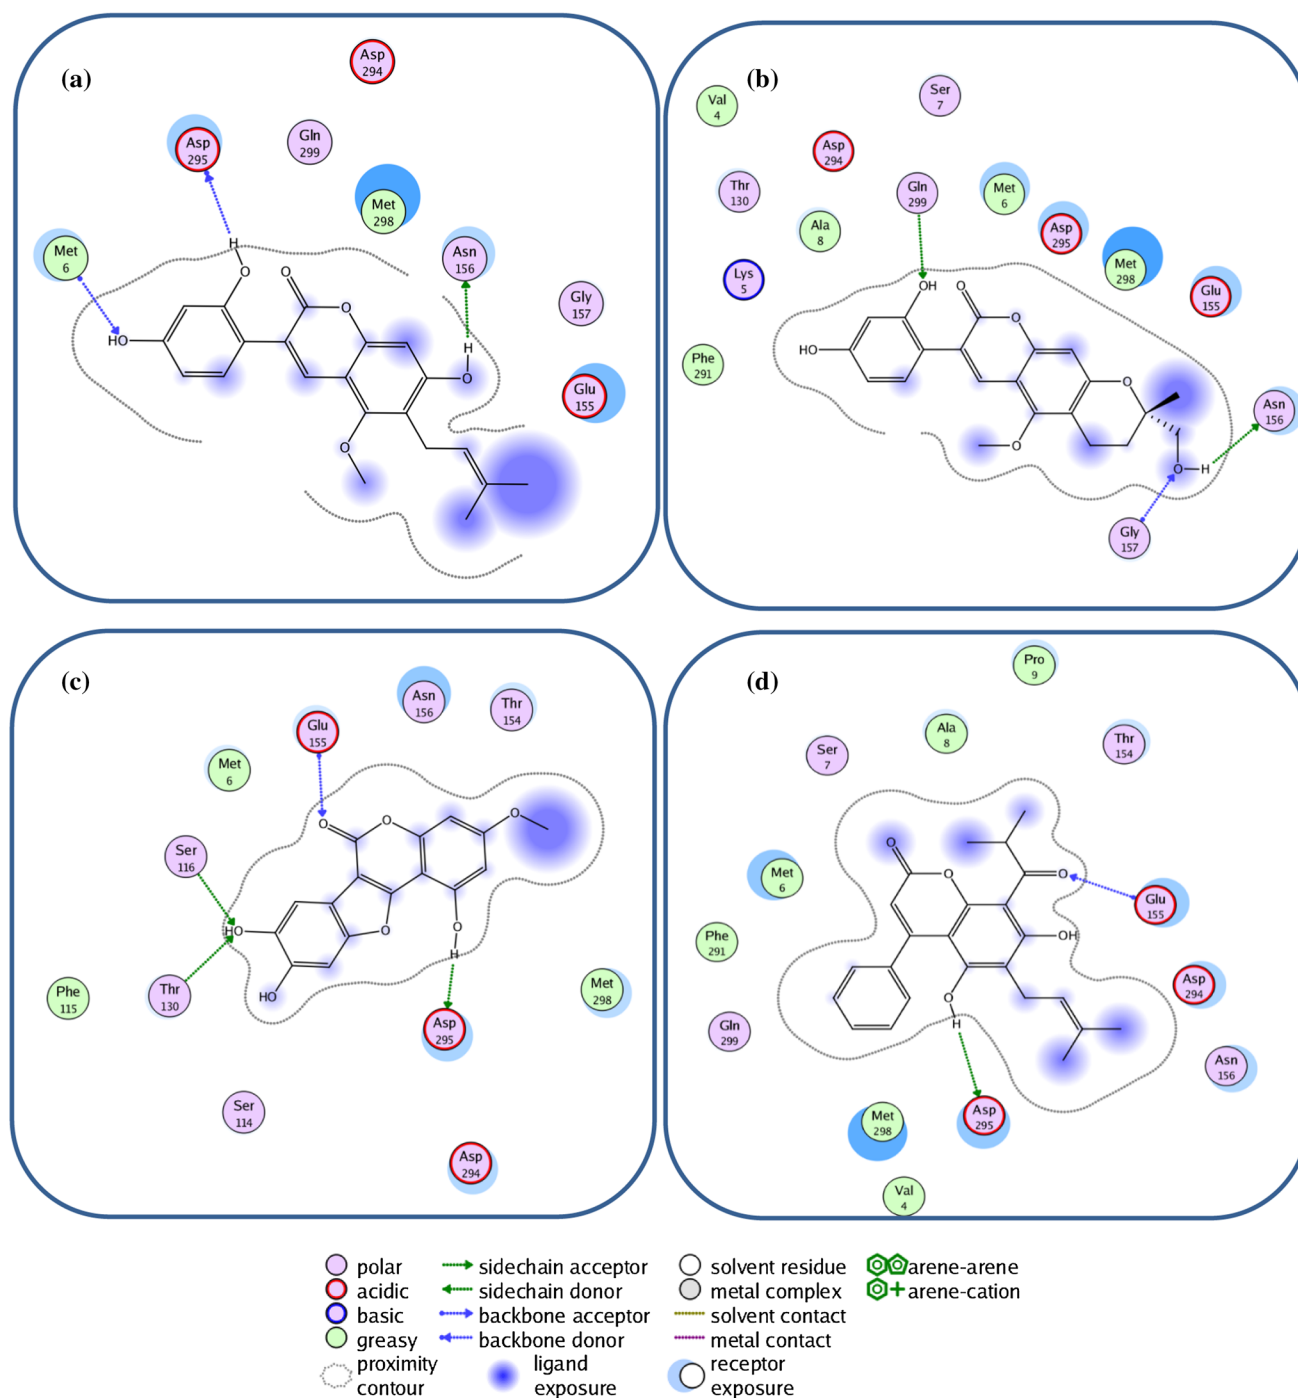 (a)
Asp
294
Asp
295
Gln
299
Met
298
Met
6
Asn
156
Gly
157
Glu
155
H
O
O
O
HO
H
O
O
(b)
Val
4
Ser
7
Asp
294
Thr
130
Gln
299
Met
6
Ala
8
Asp
295
Met
298
Lys
5
Glu
155
Phe
291
Asn
156
Gly
157
OH
O
O
HO
O
O
O
H
(c)
Asn
156
Thr
154
Glu
155
Met
6
Ser
116
Phe
115
Thr
130
Met
298
Asp
295
Ser
114
Asp
294
O
O
O
HO
O
O
H
HO
(d)
Pro
9
Ala
8
Ser
7
Thr
154
Met
6
Glu
155
Phe
291
Asp
294
Gln
299
Asn
156
Asp
295
Met
298
Val
4
O
O
O
OH
O
H
polar
acidic
basic
greasy
proximity
contour
sidechain acceptor
sidechain donor
backbone acceptor
backbone donor
ligand
exposure
solvent residue
metal complex
solvent contact
metal contact
receptor
exposure
arene-arene
+ arene-cation